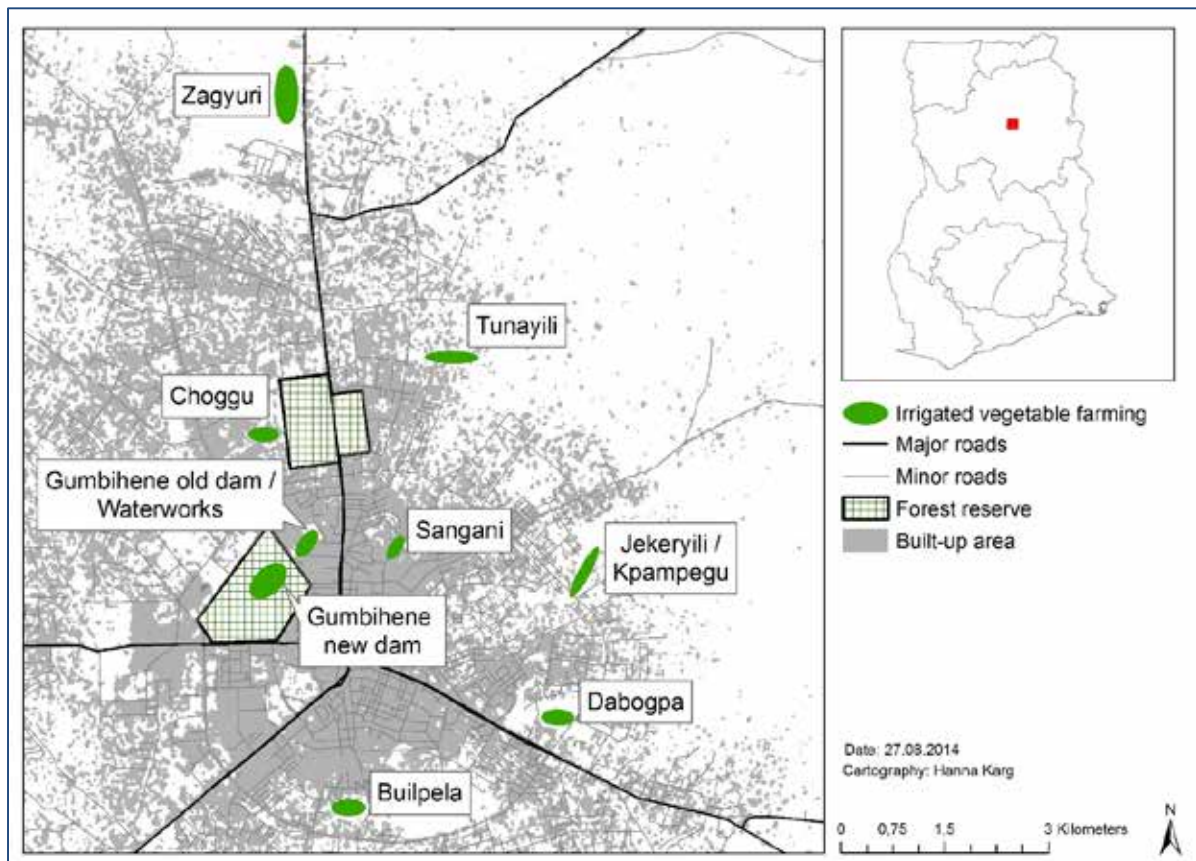 Zagyuri
Tunayili
Choggu
Gumbihene old dam /
Waterworks
Sangani
Jekeryili /
Kpampegu
Gumbihene
new dam
Dabogpa
Builpela
Irrigated vegetable farming
Major roads
Minor roads
Forest reserve
Built-up area
Date: 27.08.2014
Cartography: Hanna Karg
N
0 0,75 1,5 3 Kilometers